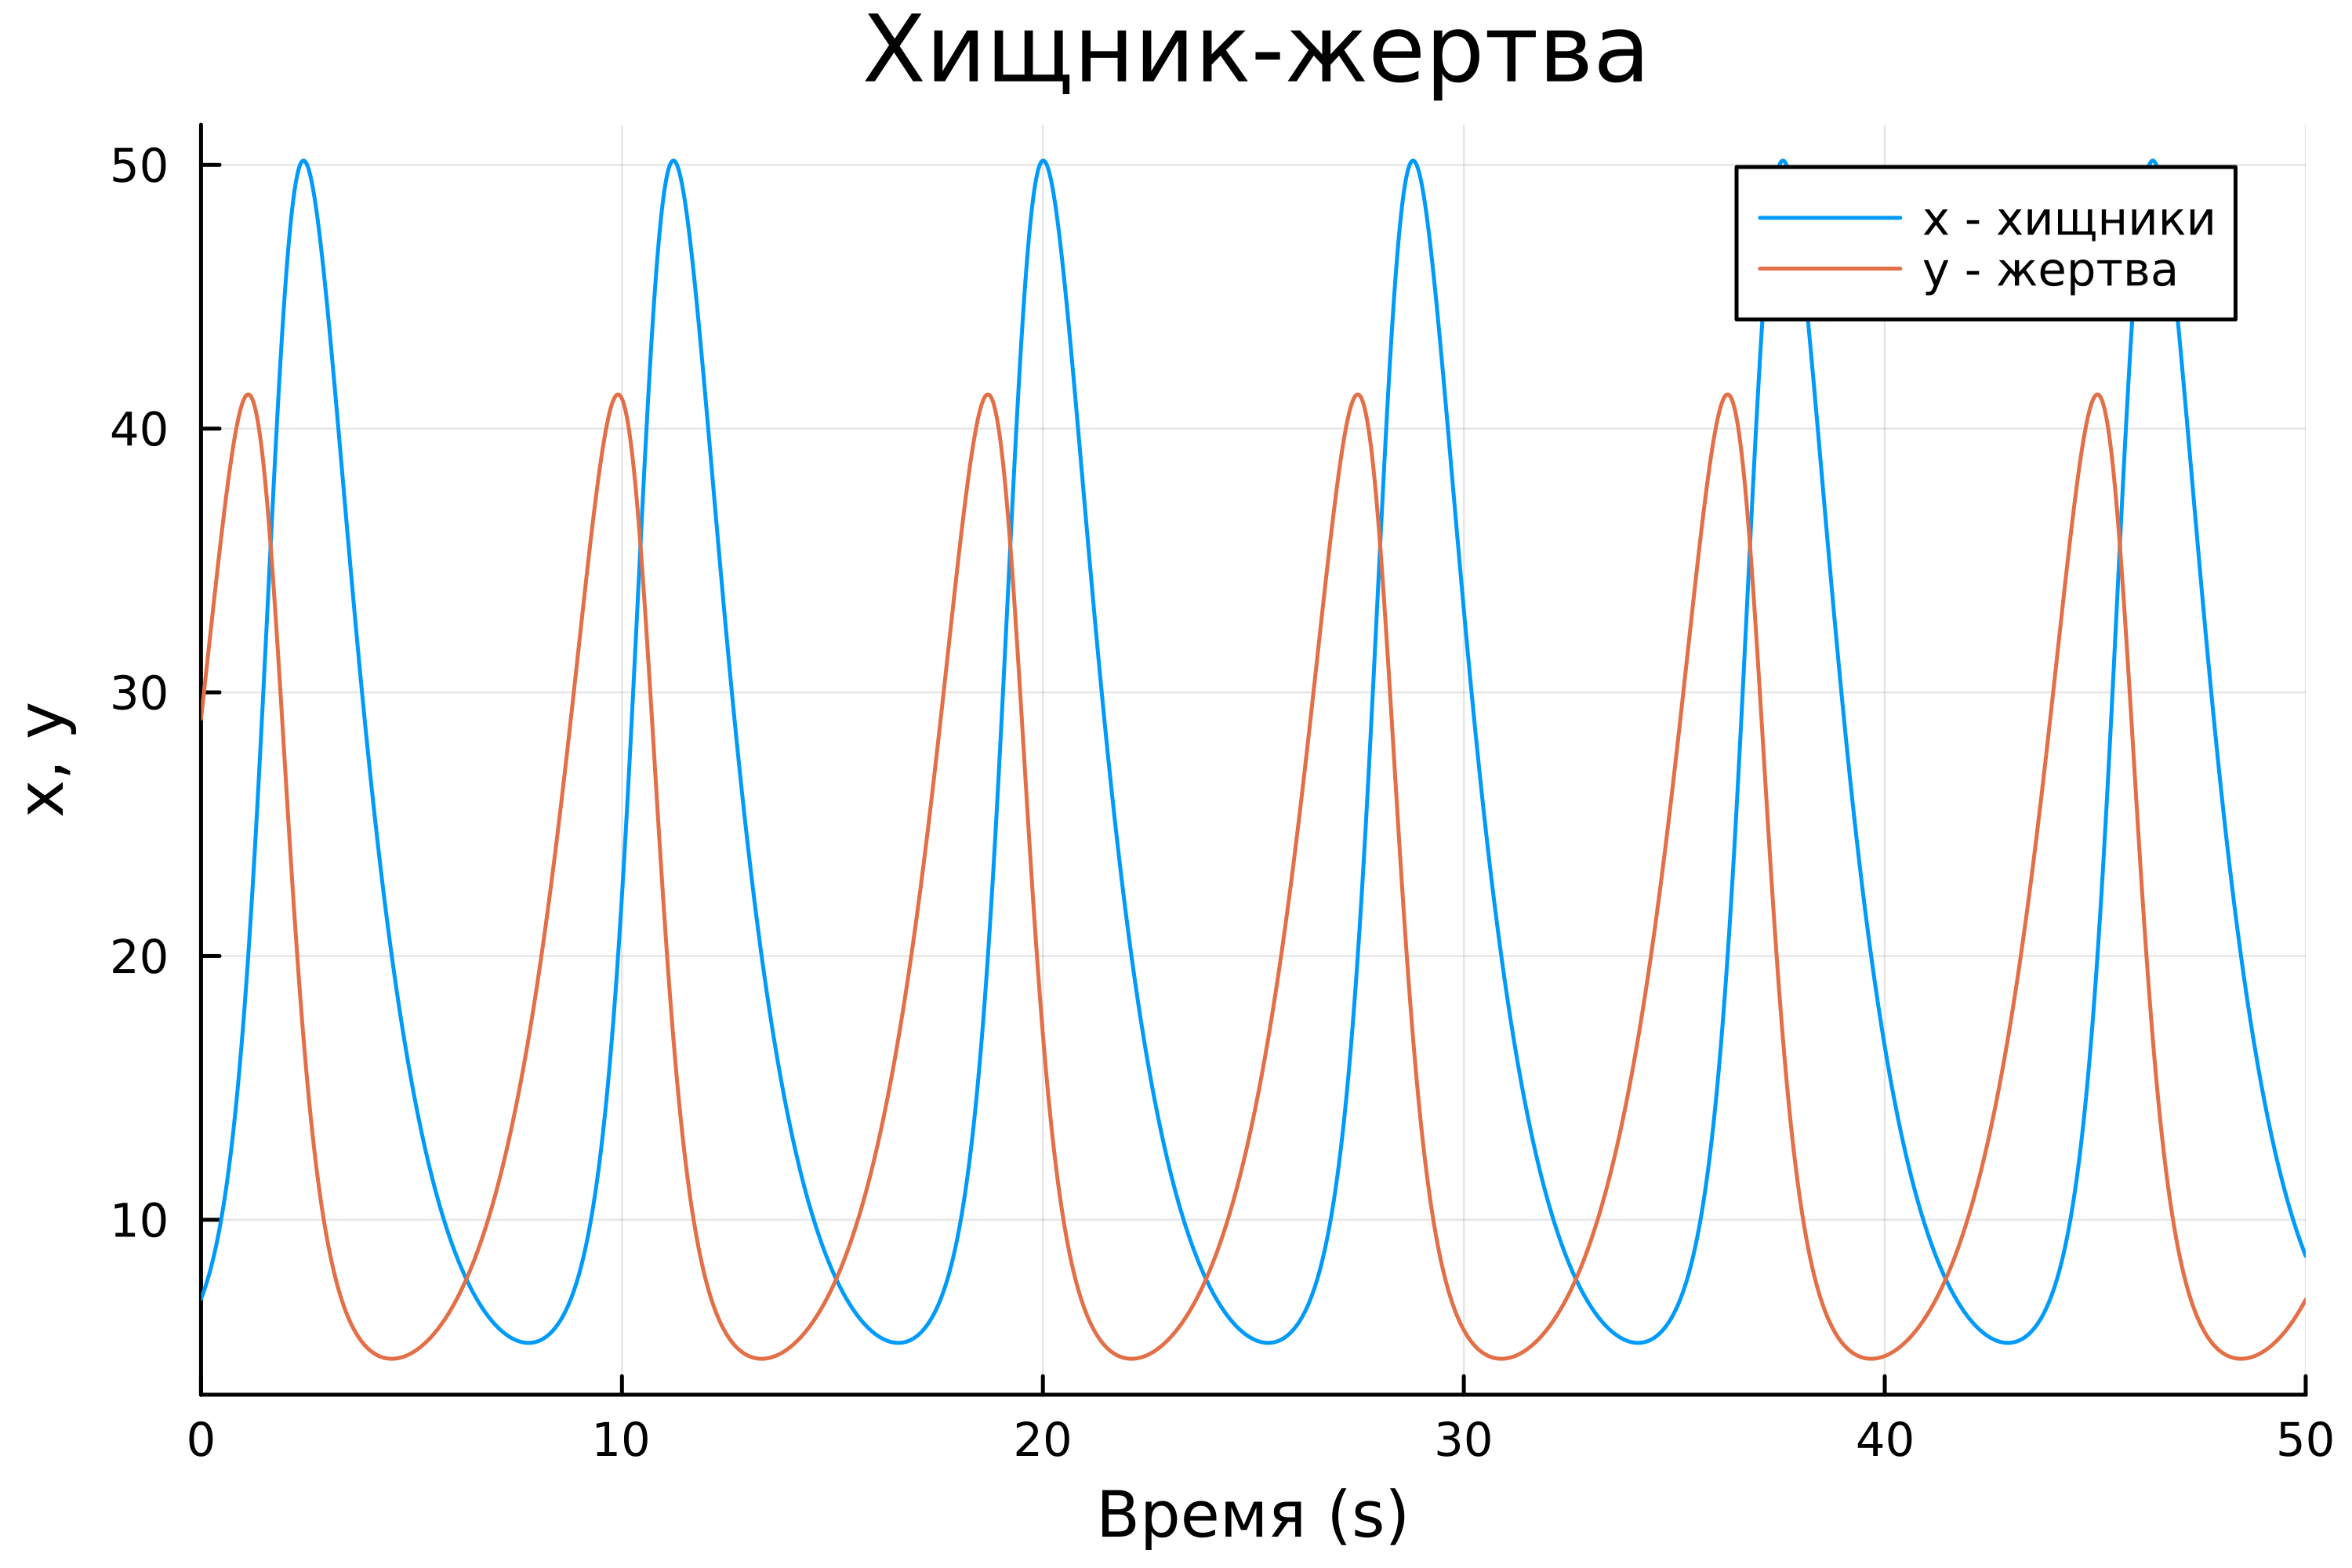 Хищник-жертва
50
40
30
20
10
x, y
x - хищники
y - жертва
0 10 20 30 40 50
Время (s)